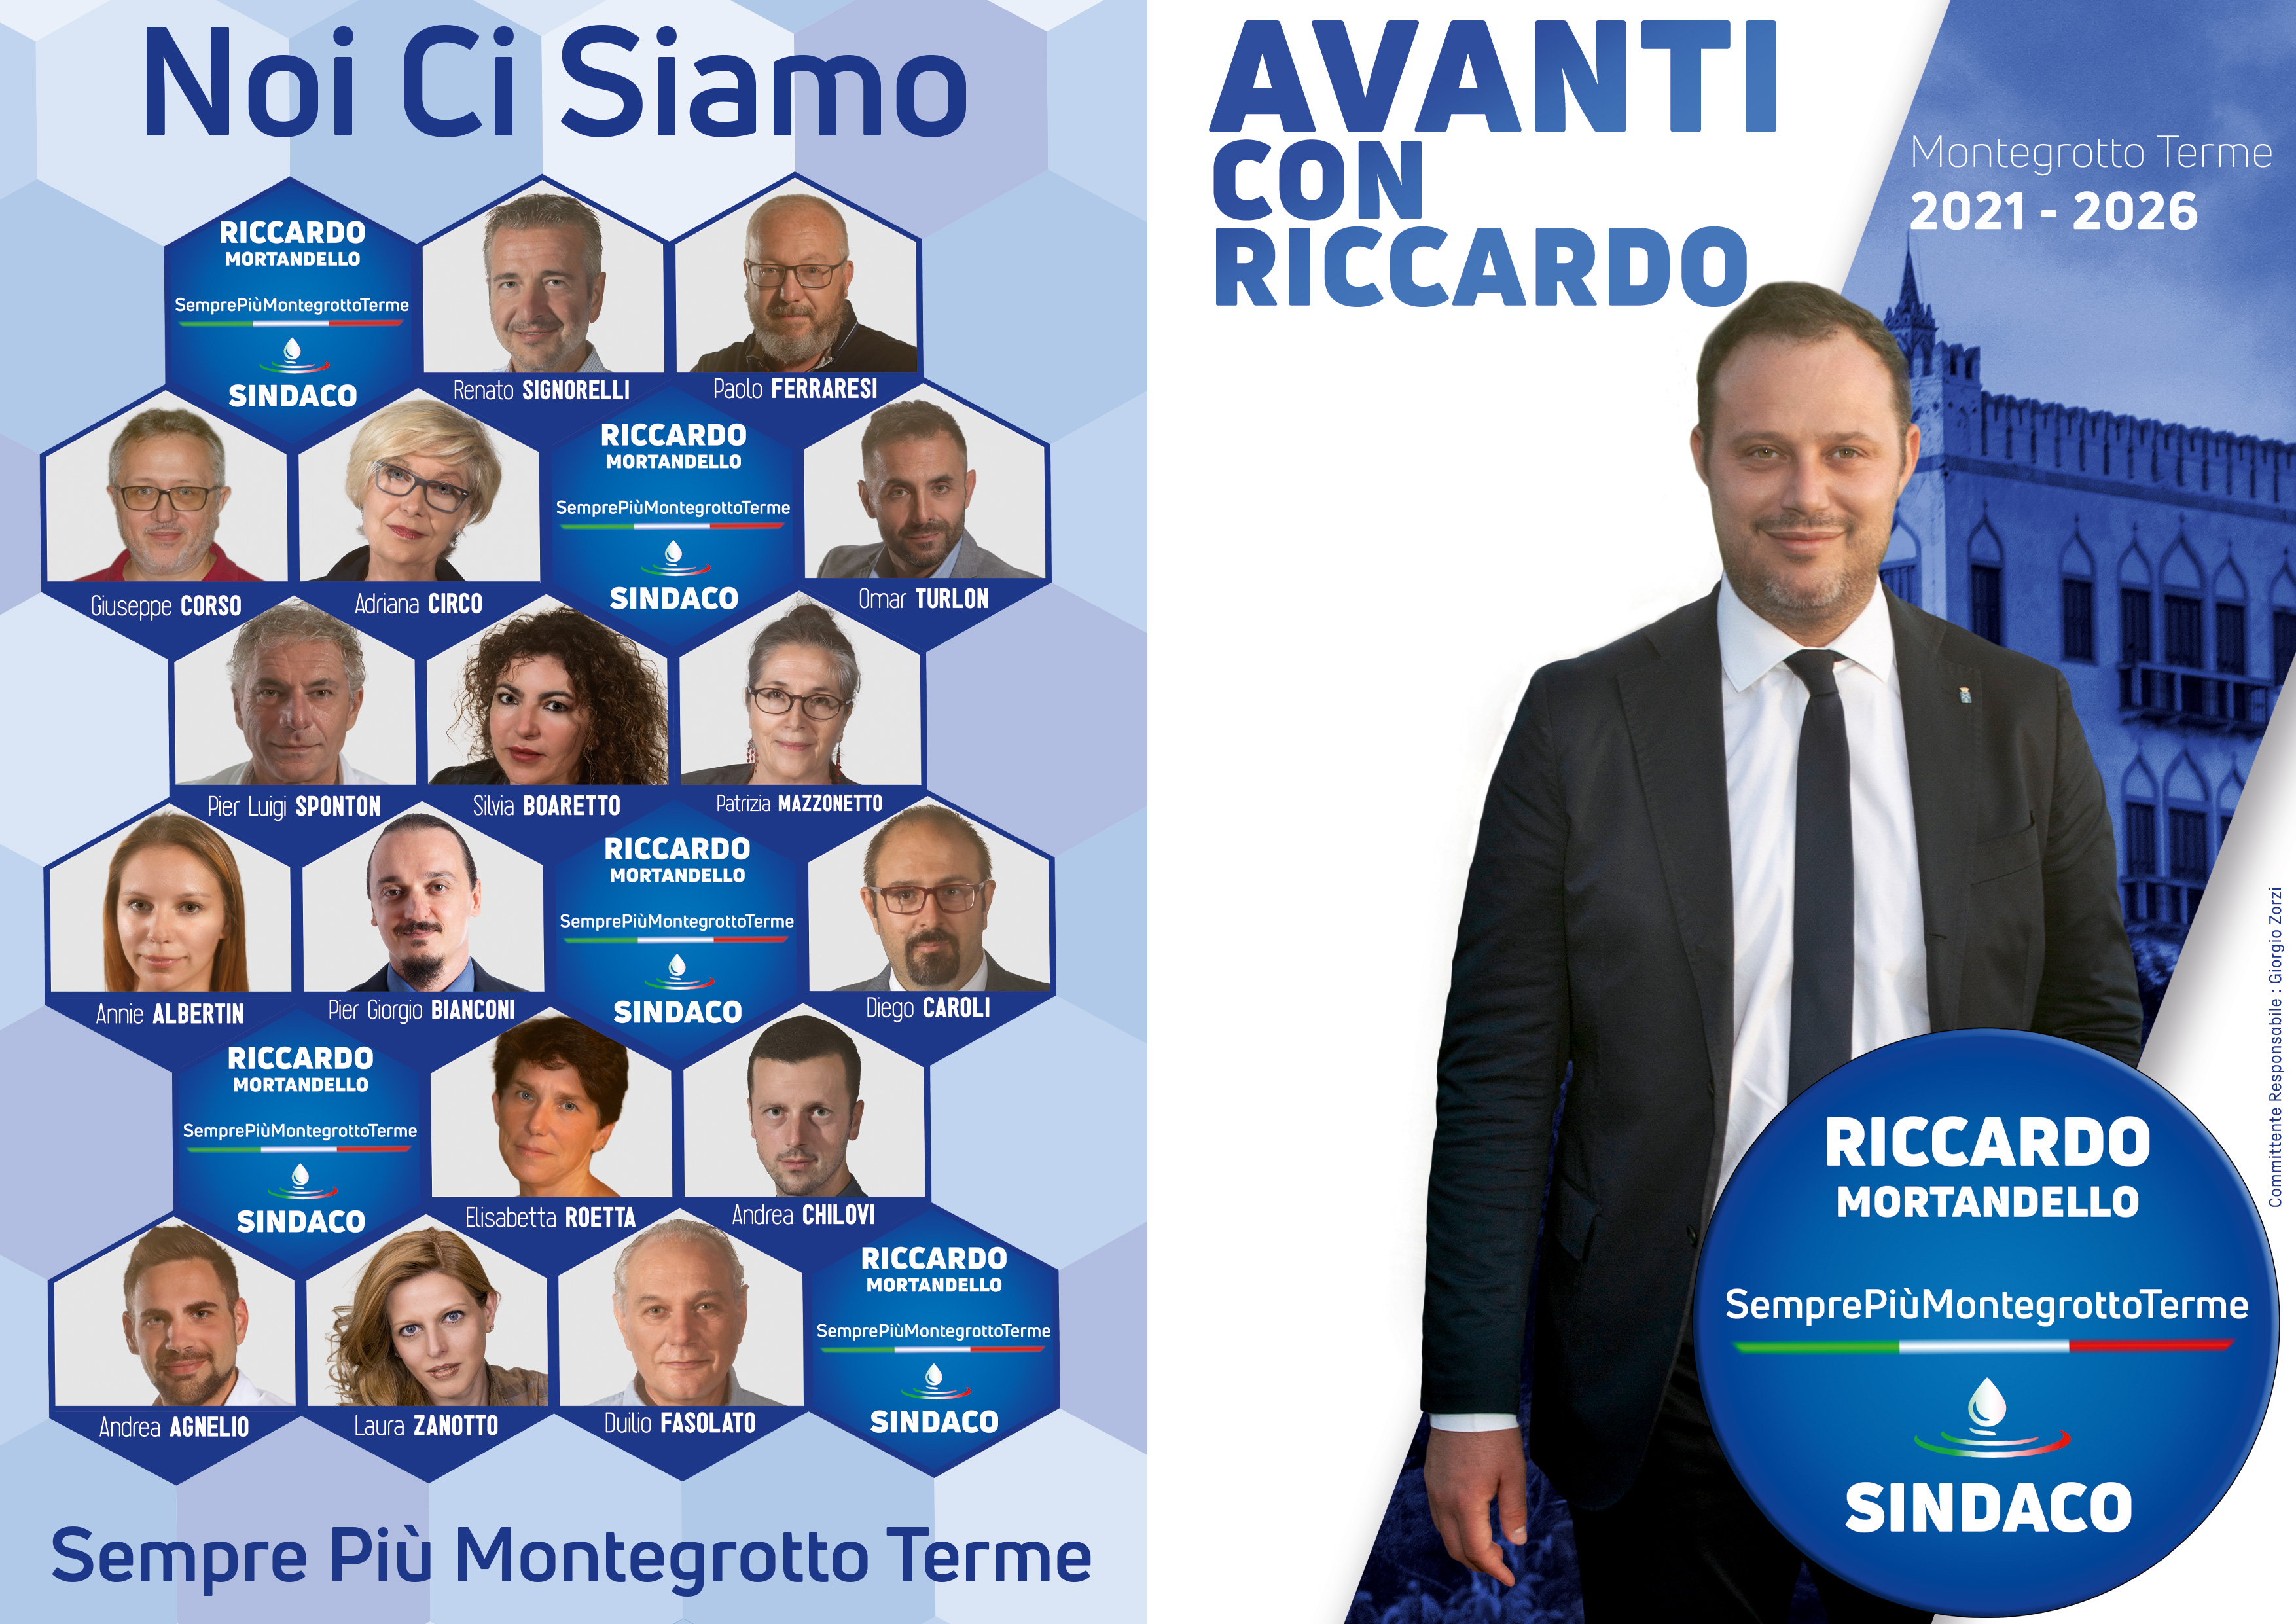 Noi Ci Siamo
RICCARDO
MORTANDELLO
SemprePiùMontegrottoTerme
SINDACO
Renato SIGNORELLI
Paolo FERRARESI
Giuseppe CORSO
Adriana CIRCO
RICCARDO
MORTANDELLO
SemprePiùMontegrottoTerme
SINDACO
Omar TURLON
Pier Luigi SPONTON
Silvia BOARETTO
Patrizia MAZZONETTO
Annie ALBERTIN
Pier Giorgio BIANCONI
RICCARDO
MORTANDELLO
SemprePiùMontegrottoTerme
SINDACO
Diego CAROLI
RICCARDO
MORTANDELLO
SemprePiùMontegrottoTerme
SINDACO
Elisabetta ROETTA
Andrea CHILOVI
Andrea AGNELIO
Laura ZANOTTO
Duilio FASOLATO
RICCARDO
MORTANDELLO
SemprePiùMontegrottoTerme
SINDACO
Sempre Più Montegrotto Terme
AVANTI
CON
RICCARDO
Montegrotto Terme
2021 - 2026
RICCARDO
MORTANDELLO
SemprePiùMontegrottoTerme
SINDACO
Committente Responsabile : Giorgio Zorzi